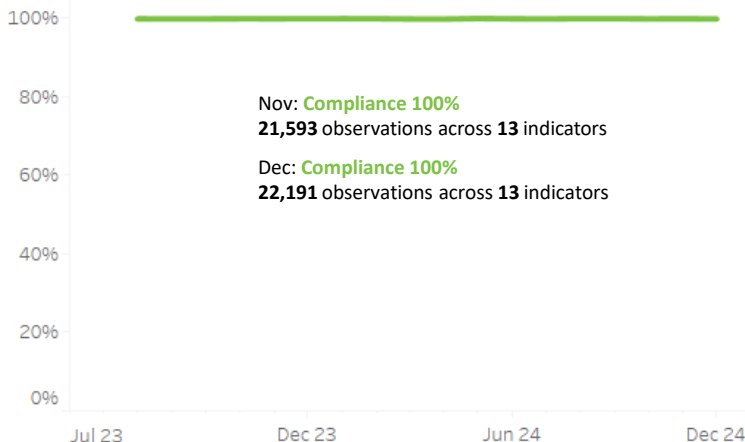 100%
80%
60%
40%
20%
0%
Nov: Compliance 100%
21,593 observations across 13 indicators
Dec: Compliance 100%
22,191 observations across 13 indicators
Jul 23 Dec 23 Jun 24 Dec 24